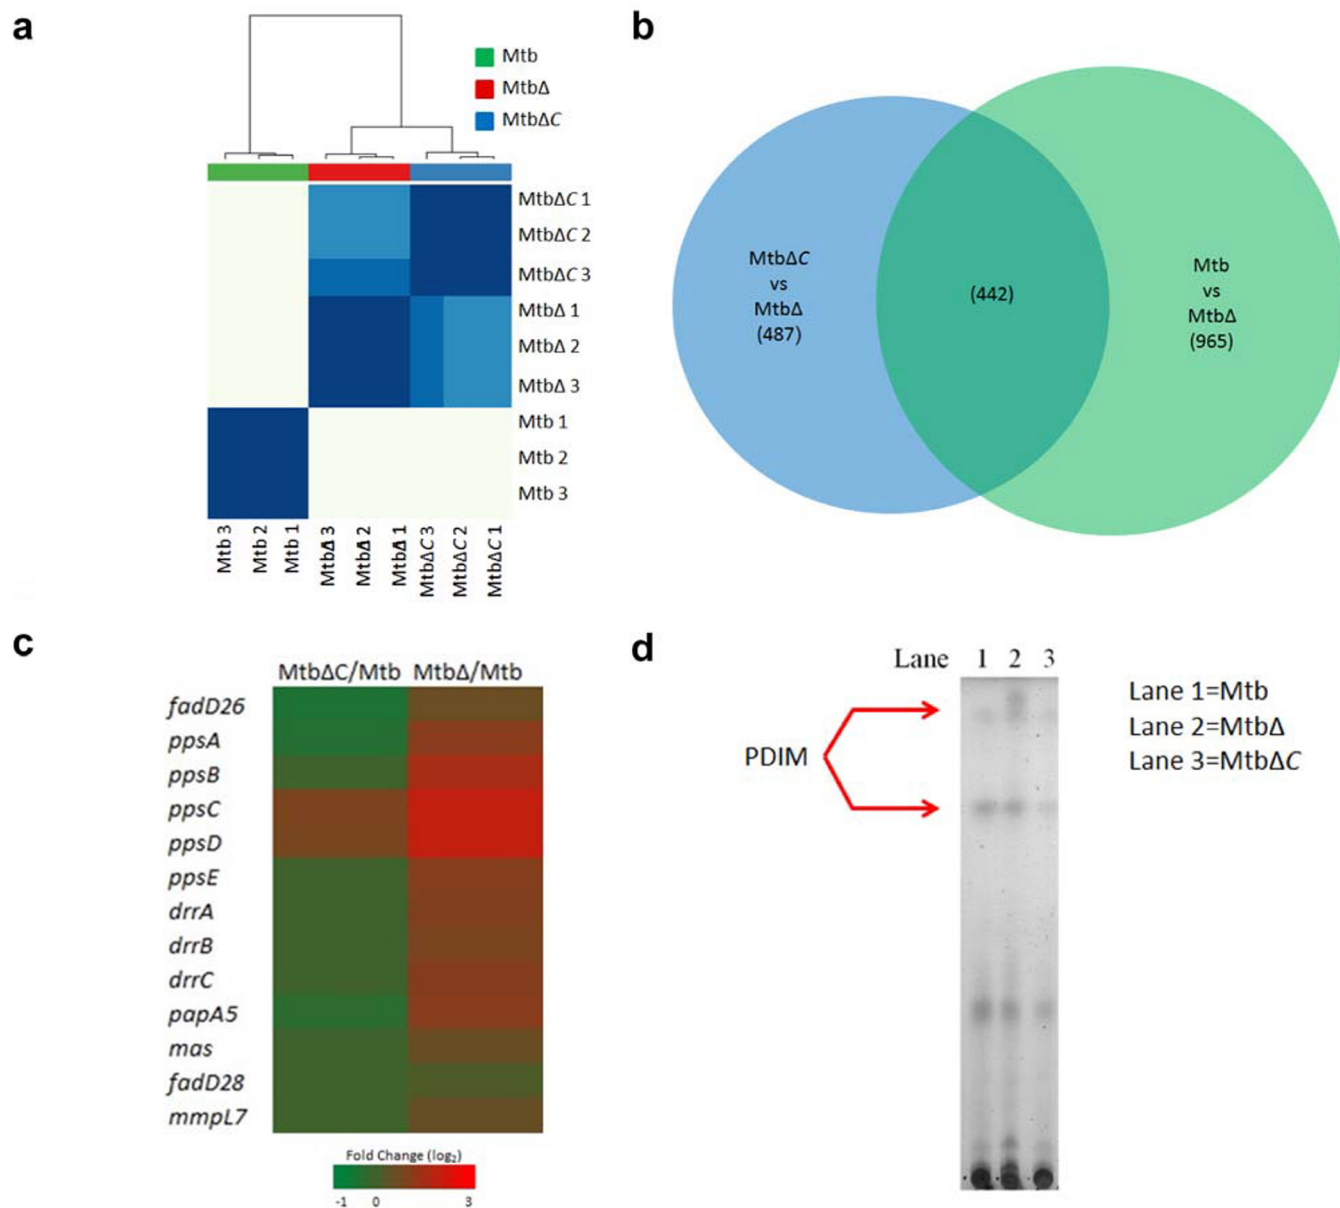 a
Mtb
MtbΔ
MtbΔC
MtbΔC 1
MtbΔC 2
MtbΔC 3
MtbΔ 1
MtbΔ 2
MtbΔ 3
Mtb 1
Mtb 2
Mtb 3
Mtb 3
Mtb 2
Mtb 1
MtbΔ 3
MtbΔ 2
MtbΔ 1
MtbΔC 3
MtbΔC 2
MtbΔC 1
b
MtbΔC
vs
MtbΔ
(487)
(442)
Mtb
vs
MtbΔ
(965)
c
MtbΔC/Mtb MtbΔ/Mtb
fadD26
ppsA
ppsB
ppsC
ppsD
ppsE
drrA
drrB
drrC
papA5
mas
fadD28
mmpL7
Fold Change (log₂)
-1 0 3
d
Lane 1 2 3
PDIM
Lane 1=Mtb
Lane 2=MtbΔ
Lane 3=MtbΔC